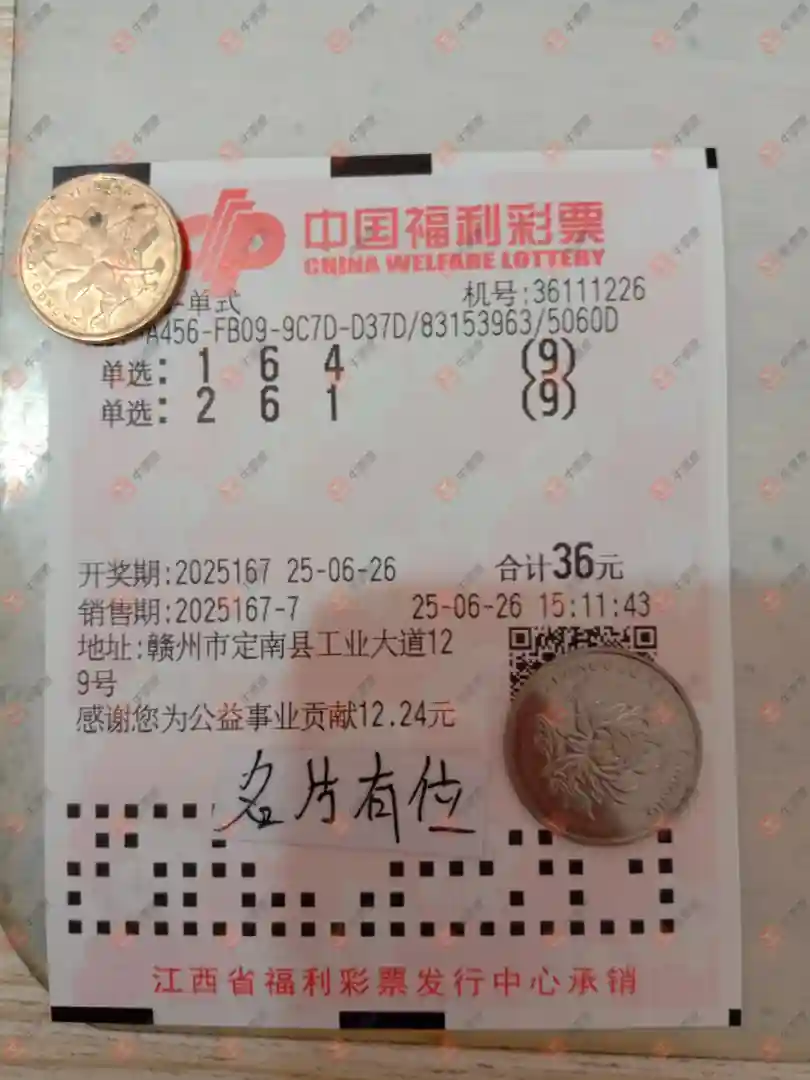 中国福利彩票
CHINA WELFARE LOTTERY
单式 机号:36111226
A456-FB09-9C7D-D37D/83153963/5060D
单选: 1 6 4 (9)
单选: 2 6 1 (9)
开奖期:2025167 25-06-26 合计36元
销售期:2025167-7 25-06-26 15:11:43
地址:赣州市定南县工业大道12
9号
感谢您为公益事业贡献12.24元
名片有位
江西省福利彩票发行中心承销